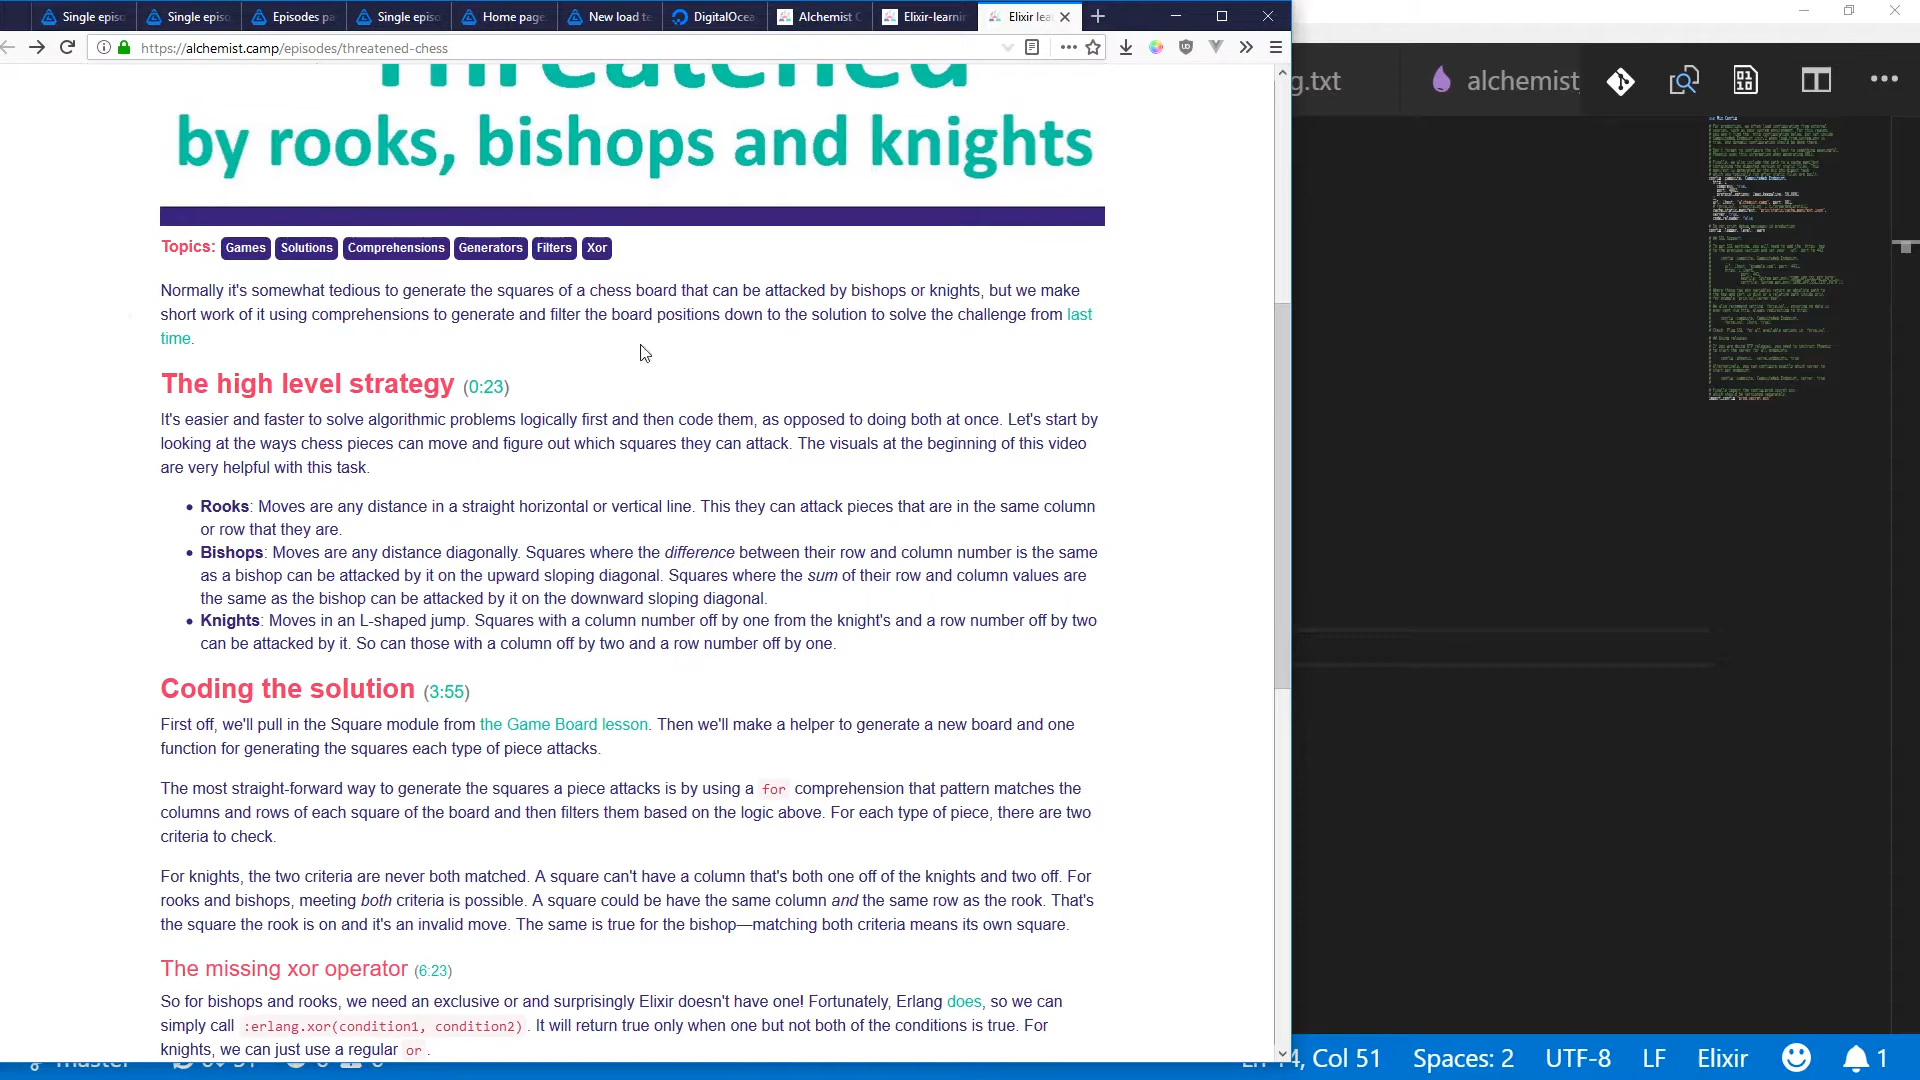 Single episo
Single episo
Episodes pa
Single episo
Home page
New load te
DigitalOcea
Alchemist C
Elixir-learnin
Elixir lea
https://alchemist.camp/episodes/threatened-chess
g.txt
alchemist
Threatened
by rooks, bishops and knights
Topics: Games Solutions Comprehensions Generators Filters Xor
Normally it's somewhat tedious to generate the squares of a chess board that can be attacked by bishops or knights, but we make
short work of it using comprehensions to generate and filter the board positions down to the solution to solve the challenge from last
time.
The high level strategy (0:23)
It's easier and faster to solve algorithmic problems logically first and then code them, as opposed to doing both at once. Let's start by
looking at the ways chess pieces can move and figure out which squares they can attack. The visuals at the beginning of this video
are very helpful with this task.
• Rooks: Moves are any distance in a straight horizontal or vertical line. This they can attack pieces that are in the same column
or row that they are.
• Bishops: Moves are any distance diagonally. Squares where the difference between their row and column number is the same
as a bishop can be attacked by it on the upward sloping diagonal. Squares where the sum of their row and column values are
the same as the bishop can be attacked by it on the downward sloping diagonal.
• Knights: Moves in an L-shaped jump. Squares with a column number off by one from the knight's and a row number off by two
can be attacked by it. So can those with a column off by two and a row number off by one.
Coding the solution (3:55)
First off, we'll pull in the Square module from the Game Board lesson. Then we'll make a helper to generate a new board and one
function for generating the squares each type of piece attacks.
The most straight-forward way to generate the squares a piece attacks is by using a for comprehension that pattern matches the
columns and rows of each square of the board and then filters them based on the logic above. For each type of piece, there are two
criteria to check.
For knights, the two criteria are never both matched. A square can't have a column that's both one off of the knights and two off. For
rooks and bishops, meeting both criteria is possible. A square could be have the same column and the same row as the rook. That's
the square the rook is on and it's an invalid move. The same is true for the bishop—matching both criteria means its own square.
The missing xor operator (6:23)
So for bishops and rooks, we need an exclusive or and surprisingly Elixir doesn't have one! Fortunately, Erlang does, so we can
simply call :erlang.xor(condition1, condition2) . It will return true only when one but not both of the conditions is true. For
knights, we can just use a regular or .
master
Col 51 Spaces: 2 UTF-8 LF Elixir 1